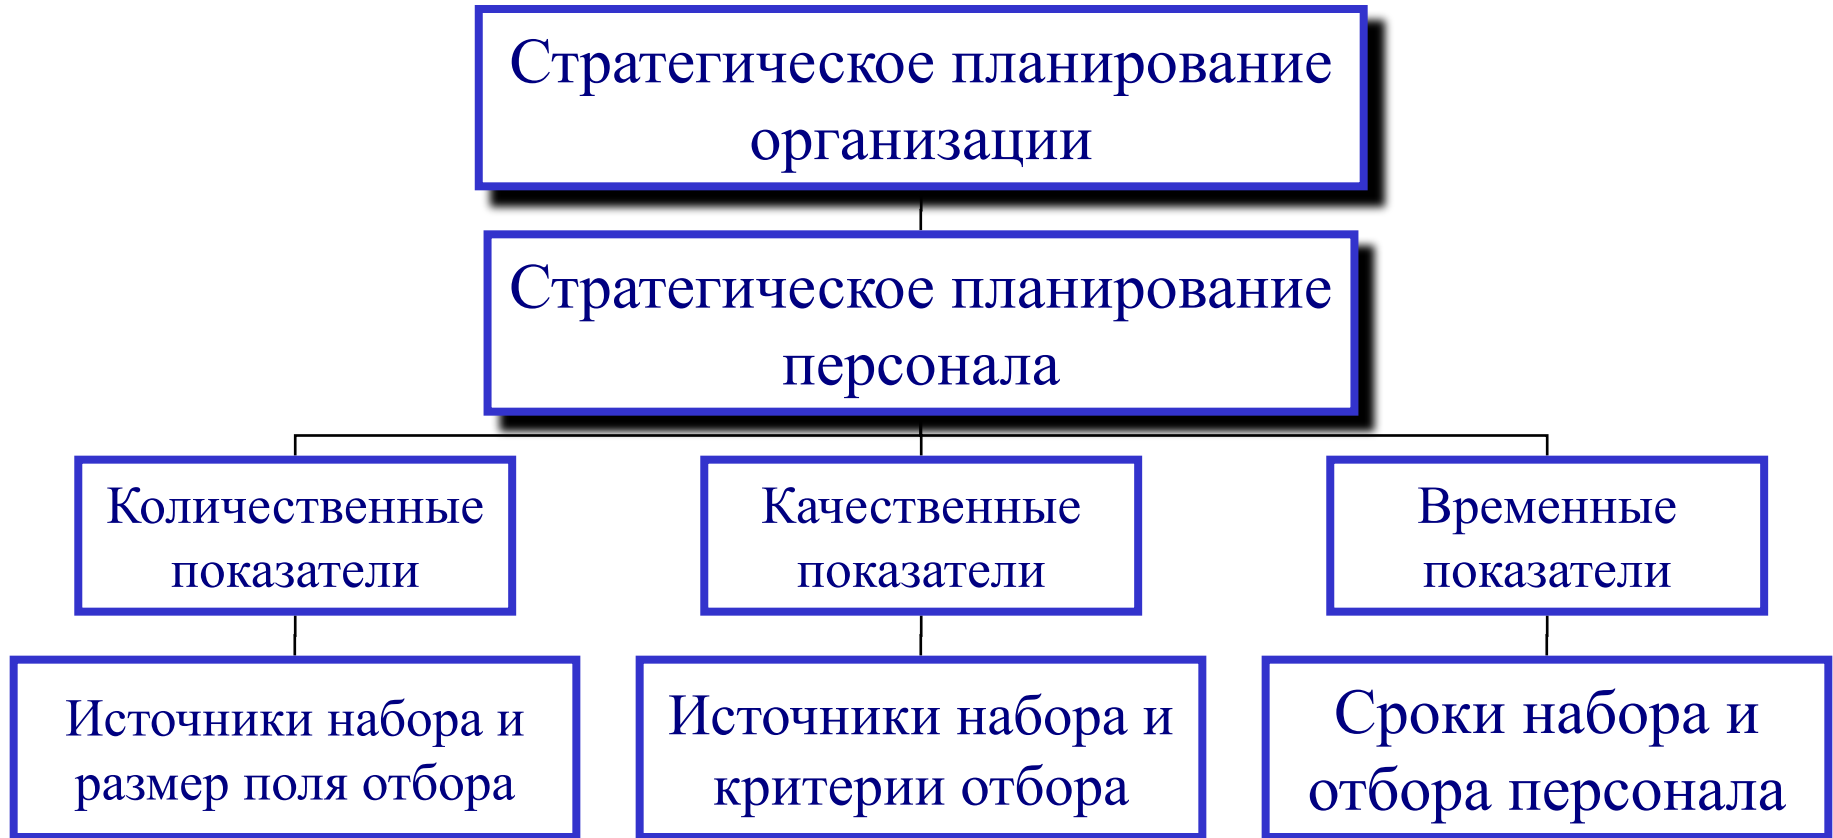 Стратегическое планирование
организации
Стратегическое планирование
персонала
Количественные
показатели
Качественные
показатели
Временные
показатели
Источники набора и
размер поля отбора
Источники набора и
критерии отбора
Сроки набора и
отбора персонала